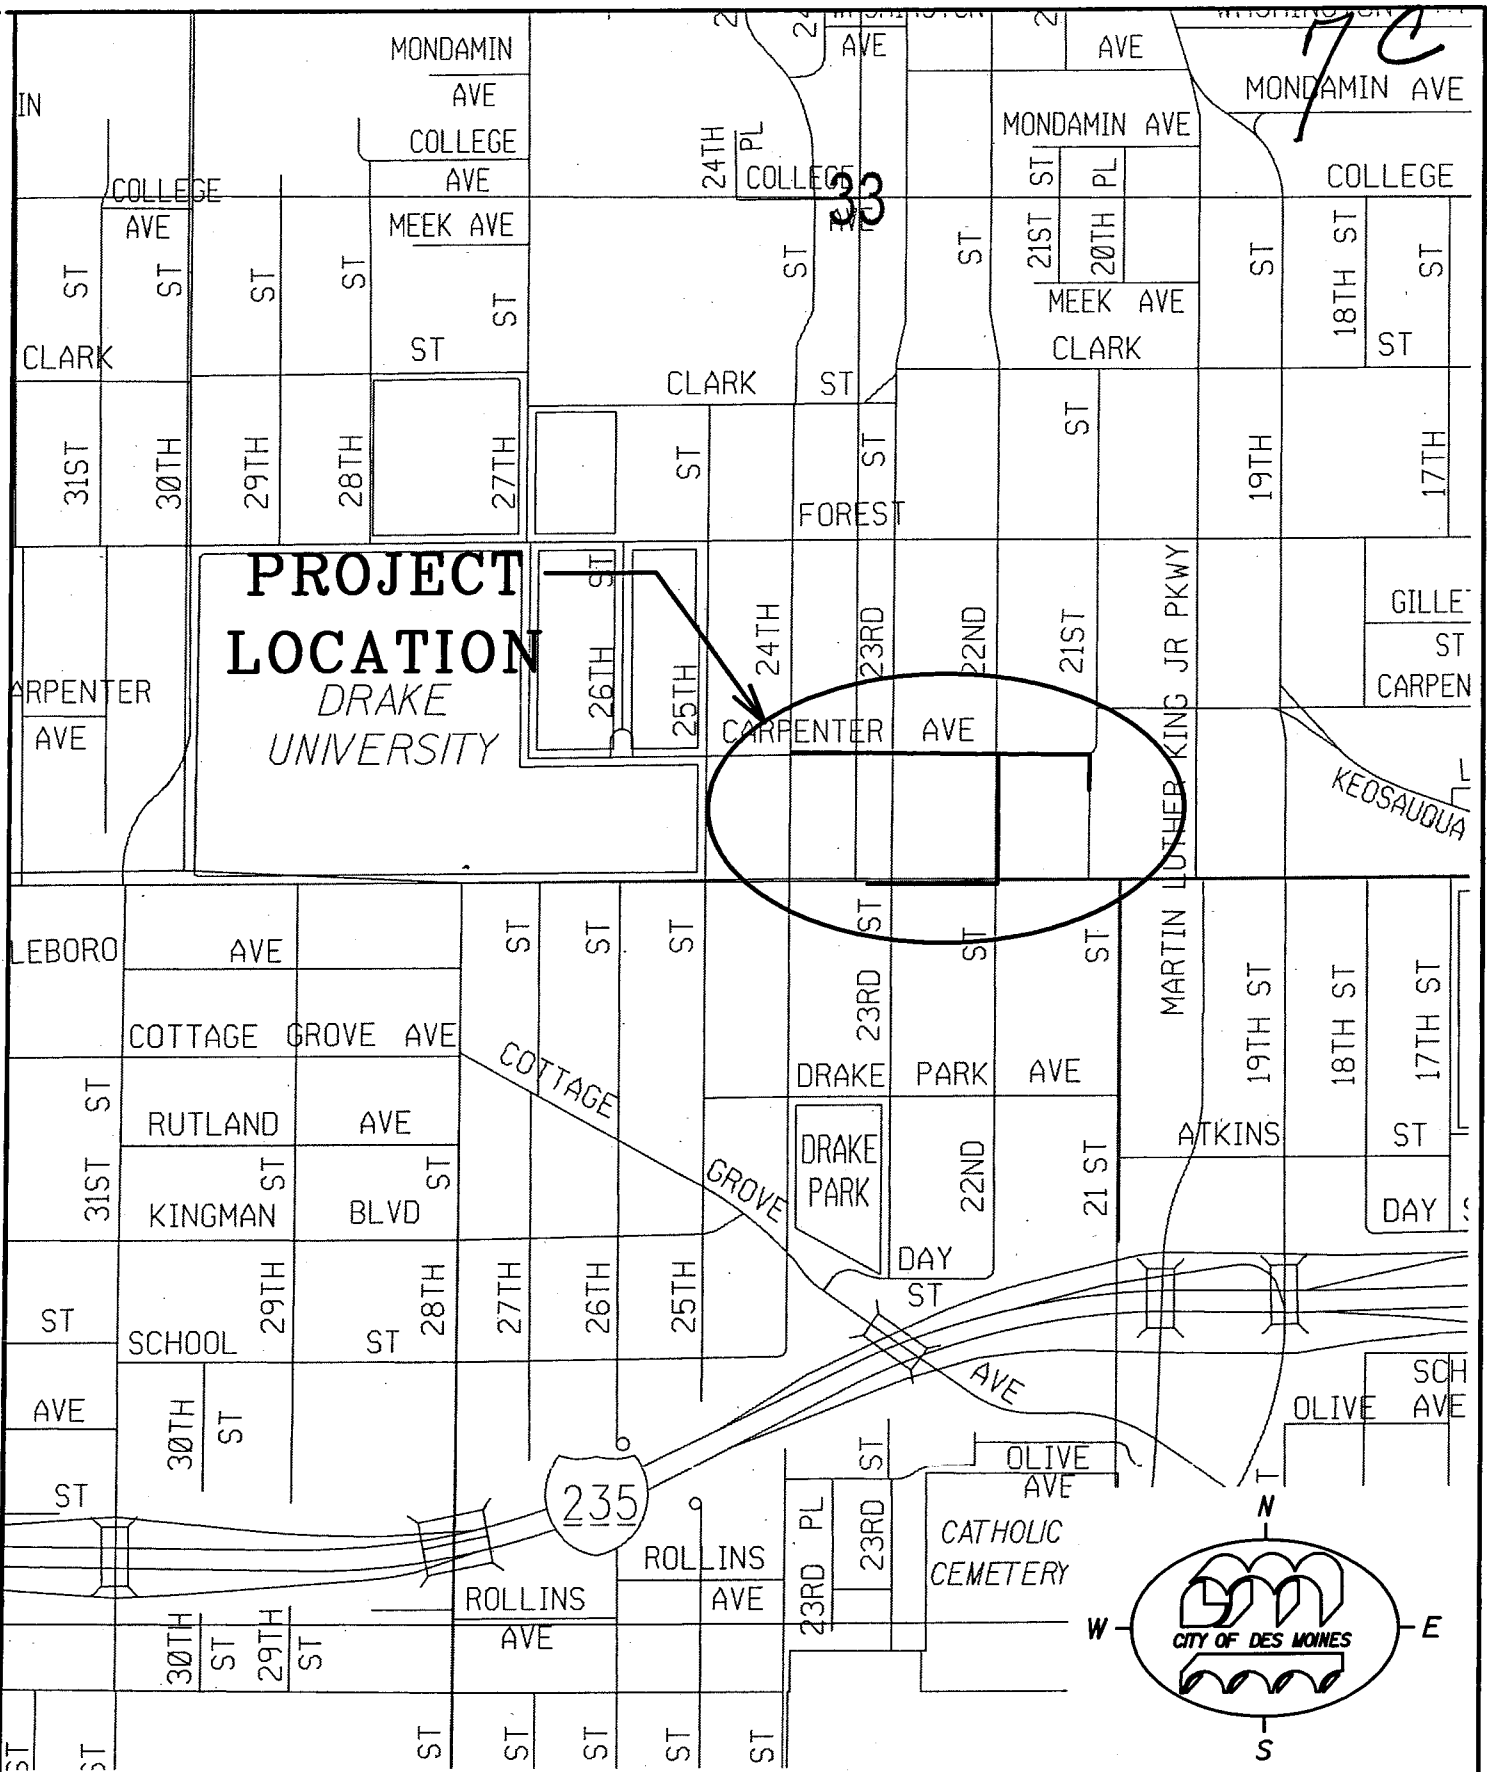 WASHINGTON
7C
MONDAMIN
AVE
AVE
AVE
MONDAMIN AVE
IN
COLLEGE
AVE
24TH
PL
COLLEGE
AVE
33
MONDAMIN AVE
21ST ST
20TH PL
COLLEGE
COLLEGE
AVE
MEEK AVE
ST
ST
ST
ST
ST
ST
ST
MEEK AVE
ST
18TH ST
ST
CLARK
ST
CLARK
ST
CLARK
ST
31ST
30TH
29TH
28TH
27TH
ST
ST
ST
19TH
17TH
FOREST
PROJECT
LOCATION
DRAKE
UNIVERSITY
ST
26TH
25TH
24TH
23RD
22ND
21ST
MARTIN LUTHER KING JR PKWY
GILLET
ST
CARPEN
ARPENTER
AVE
CARPENTER AVE
KEOSAUQUA
LEBORO
AVE
ST
ST
ST
ST
ST
ST
23RD
COTTAGE GROVE AVE
COTTAGE
GROVE
AVE
DRAKE PARK AVE
19TH ST
18TH ST
17TH ST
ST
31ST
RUTLAND
AVE
ST
ST
KINGMAN
BLVD
DRAKE
PARK
22ND
21 ST
ATKINS
ST
DAY
DAY
ST
29TH
28TH
27TH
26TH
25TH
ST
SCHOOL
ST
SCH
AVE
OLIVE AVE
30TH
ST
ST
235
ST
OLIVE
AVE
23RD PL
23RD
CATHOLIC
CEMETERY
ROLLINS
AVE
ROLLINS
AVE
30TH
ST
29TH
ST
N
W
E
S
CITY OF DES MOINES
ST
ST
ST
ST
ST
ST
ST